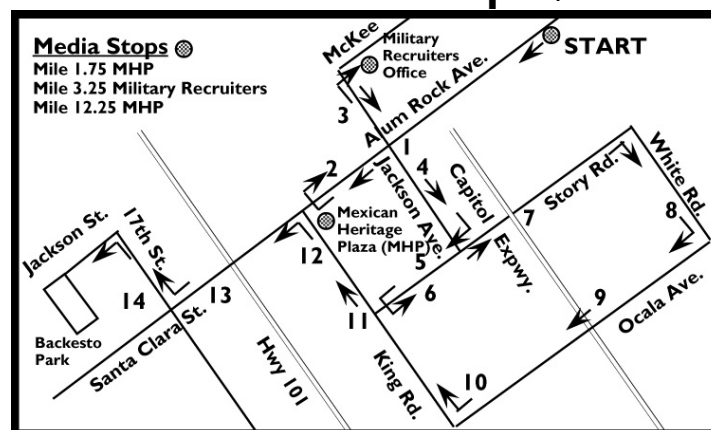 Media Stops
Mile 1.75 MHP
Mile 3.25 Military Recruiters
Mile 12.25 MHP
McKee
Military
Recruiters
Office
START
Alum Rock Ave.
3
1
2
4
Jackson Ave.
Capitol
Expwy.
Story Rd.
White Rd.
7
8
Mexican
Heritage
Plaza (MHP)
5
6
9
Ocala Ave.
Jackson St.
17th St.
12
13
14
11
10
King Rd.
Hwy 101
Santa Clara St.
Backesto
Park